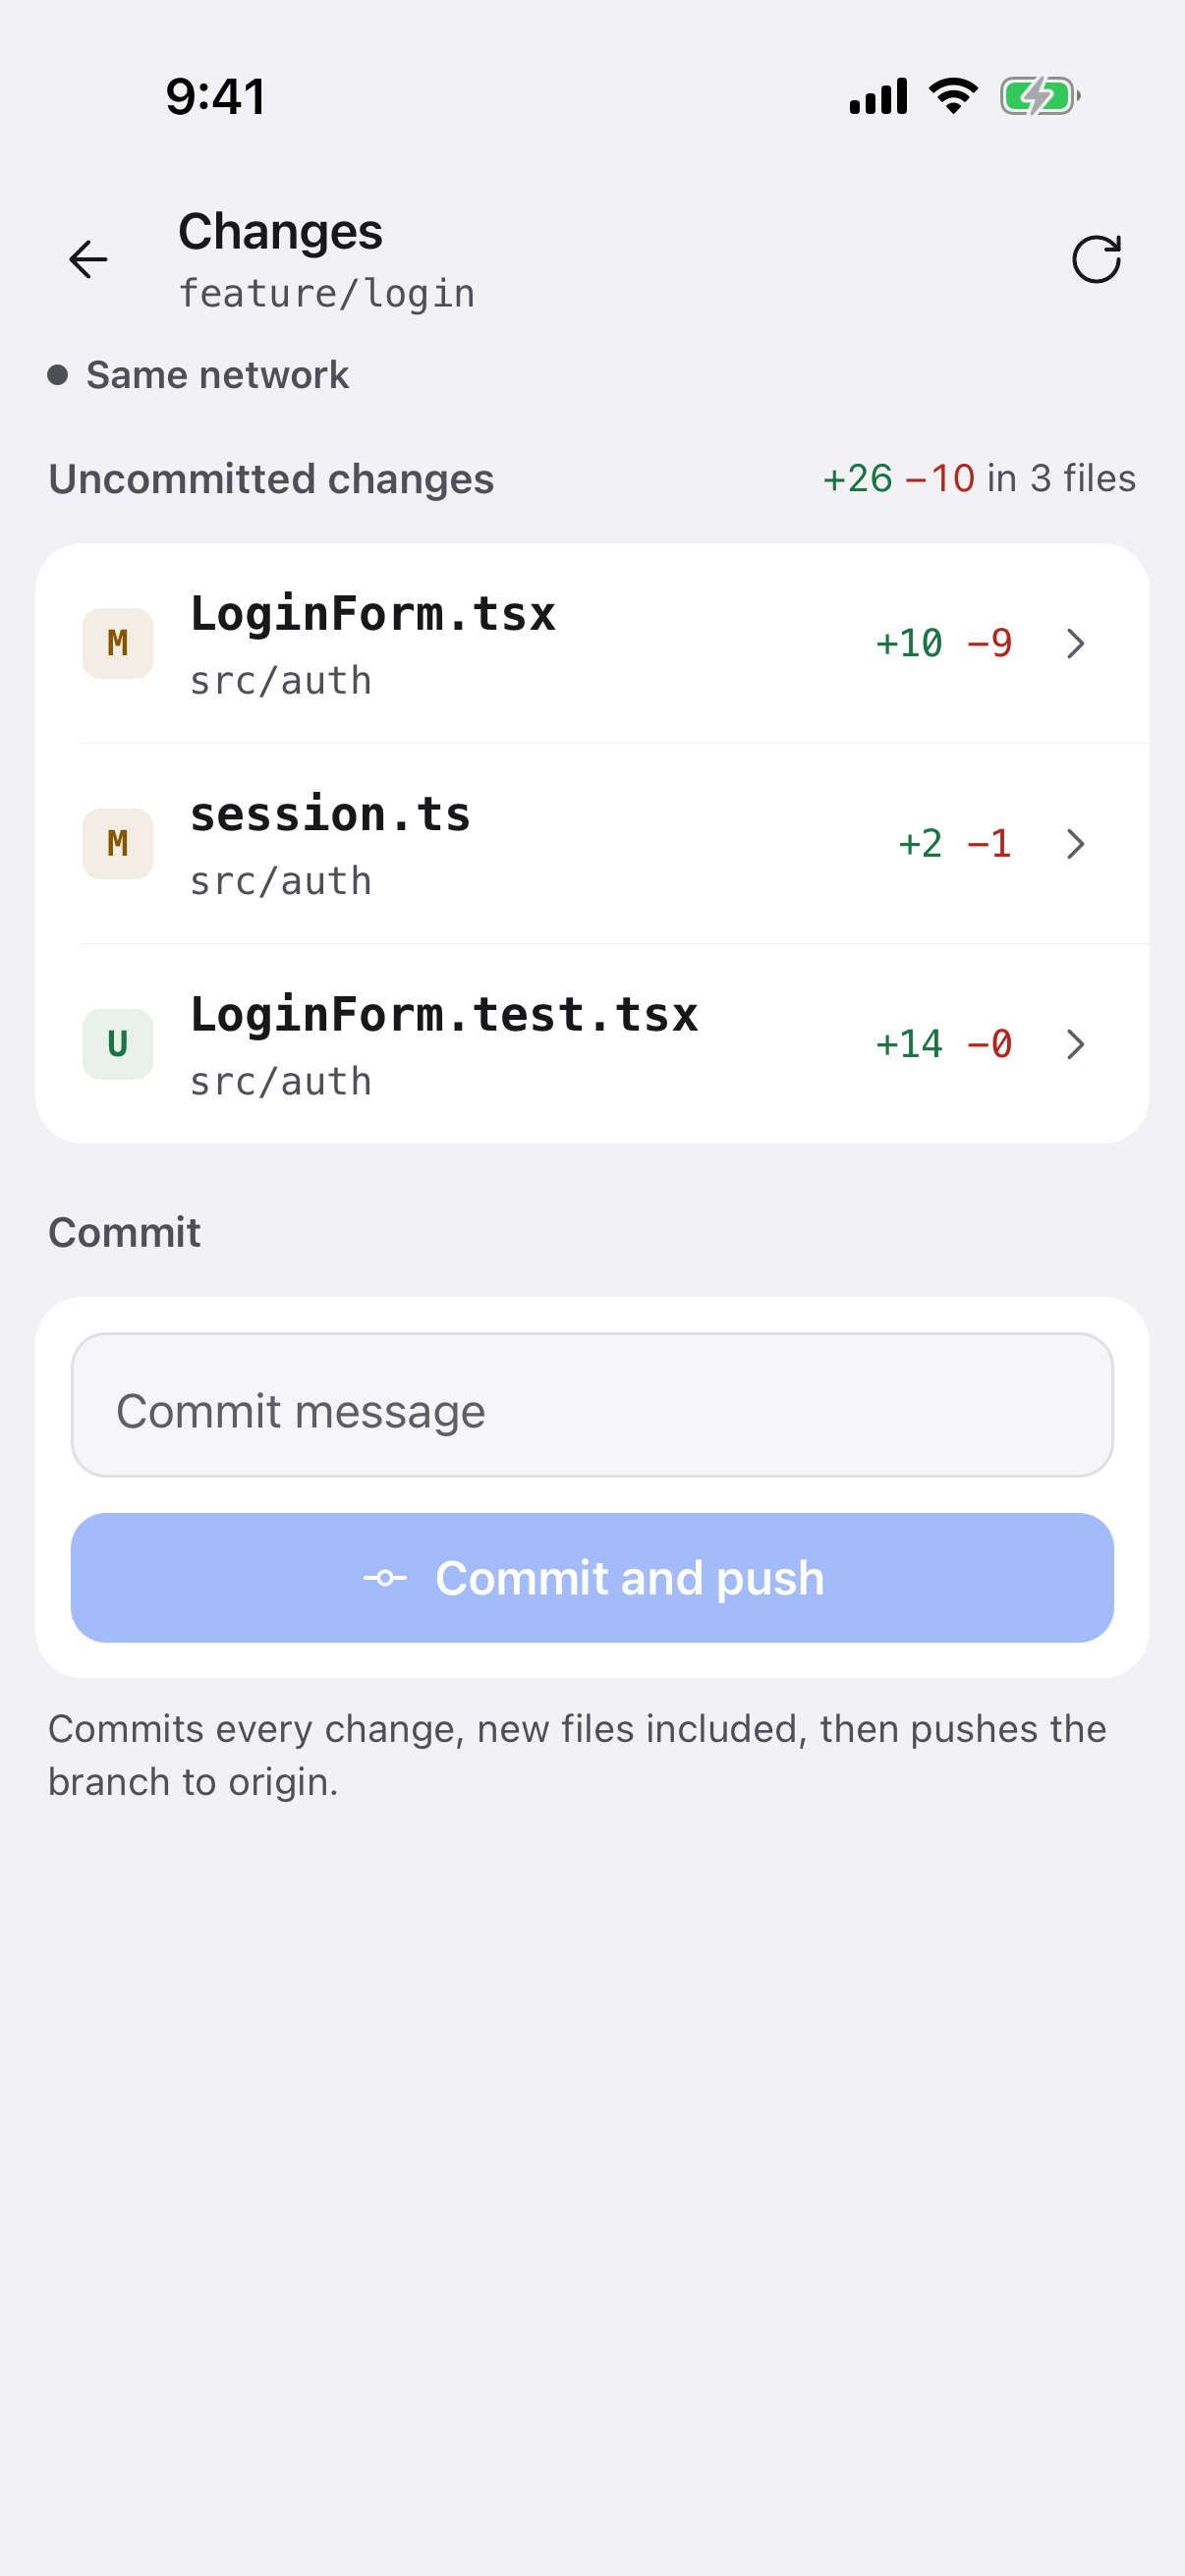 9:41
Changes
feature/login
Same network
Uncommitted changes
+26 −10 in 3 files
M
LoginForm.tsx
src/auth
+10 −9
M
session.ts
src/auth
+2 −1
U
LoginForm.test.tsx
src/auth
+14 −0
Commit
Commit message
Commit and push
Commits every change, new files included, then pushes the
branch to origin.